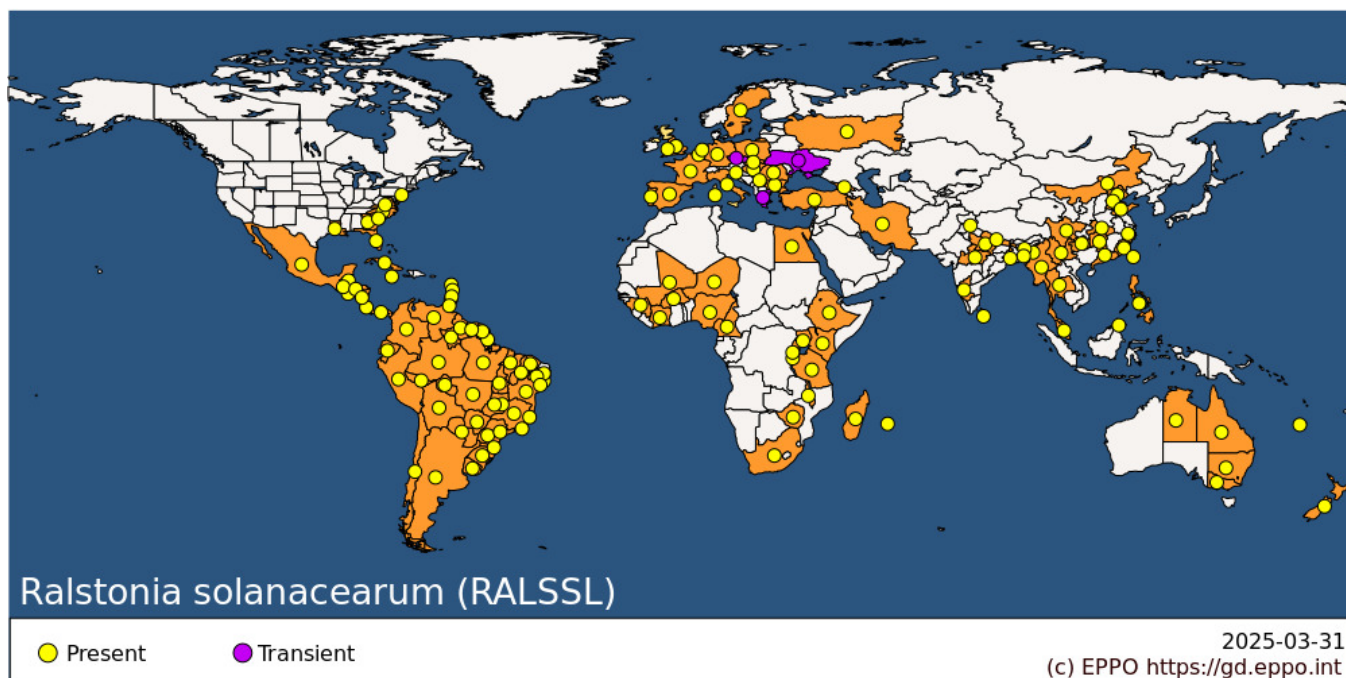 Ralstonia solanacearum (RALSSL)
Present
Transient
2025-03-31
(c) EPPO https://gd.eppo.int